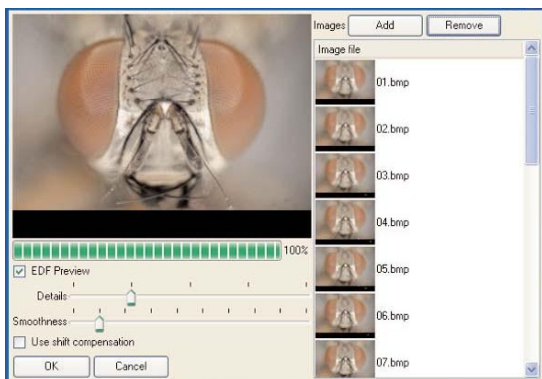 Images
Add
Remove
Image file
01.bmp
02.bmp
03.bmp
04.bmp
05.bmp
06.bmp
07.bmp
100%
EDF Preview
Details
Smoothness
Use shift compensation
OK
Cancel